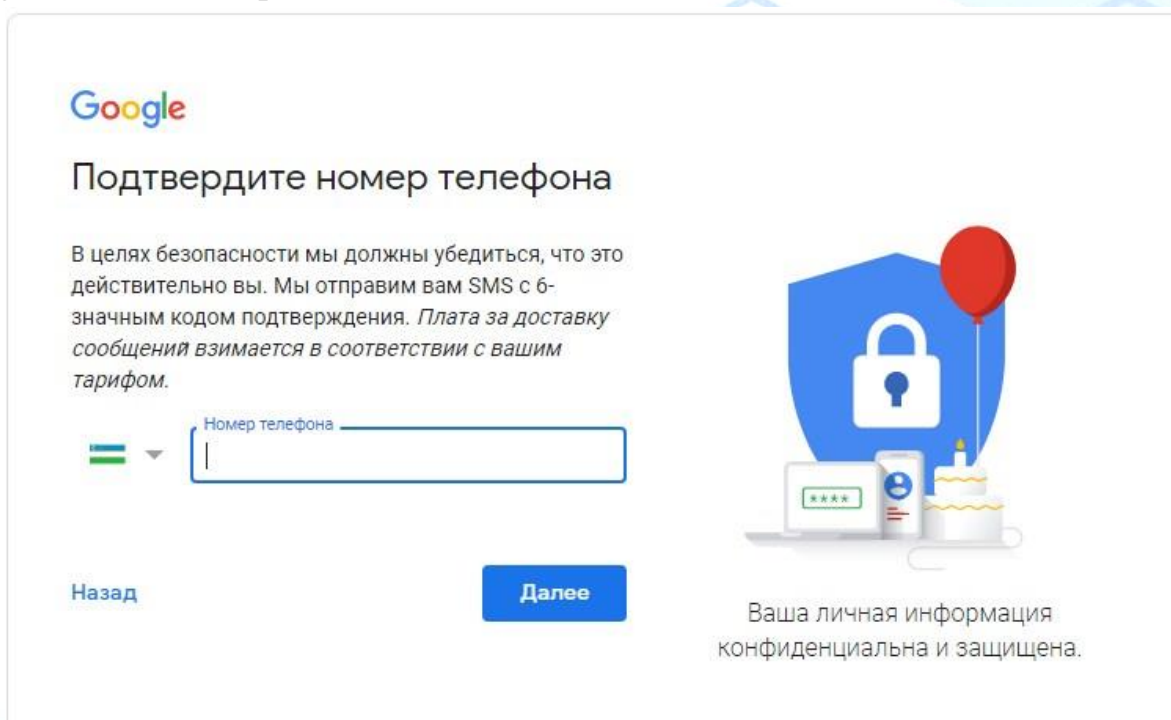 Google
Подтвердите номер телефона
В целях безопасности мы должны убедиться, что это
действительно вы. Мы отправим вам SMS с 6-
значным кодом подтверждения. Плата за доставку
сообщений взимается в соответствии с вашим
тарифом.
Номер телефона
****
Назад
Далее
Ваша личная информация
конфиденциальна и защищена.